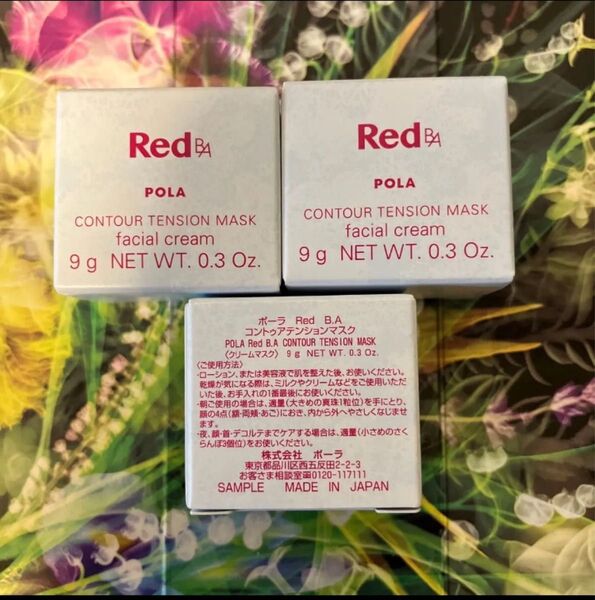 Red B.A
POLA
CONTOUR TENSION MASK
facial cream
9 g NET WT. 0.3 Oz.
Red B.A
POLA
CONTOUR TENSION MASK
facial cream
9 g NET WT. 0.3 Oz.
ポーラ Red B.A
コントゥアテンションマスク
POLA Red B.A CONTOUR TENSION MASK
〈クリームマスク〉 9 g NET WT. 0.3 Oz.
〈ご使用方法〉
・ローション、または美容液で肌を整えた後、お使いください。
乾燥が気になる際は、ミルクやクリームなどをご使用いただ
いた後、お手入れの1番最後にお使いください。
・朝ご使用の場合は、適量(大きめの真珠1粒位)を手にとり、
顔の4点(額・両頬・あご)におき、内から外へやさしくなじませ
ます。
・夜、顔・首・デコルテまでケアする場合は、適量(小さめのさく
らんぼ3個位)をお使いください。
株式会社 ポーラ
東京都品川区西五反田2-2-3
お客さま相談室☎0120-117111
SAMPLE MADE IN JAPAN